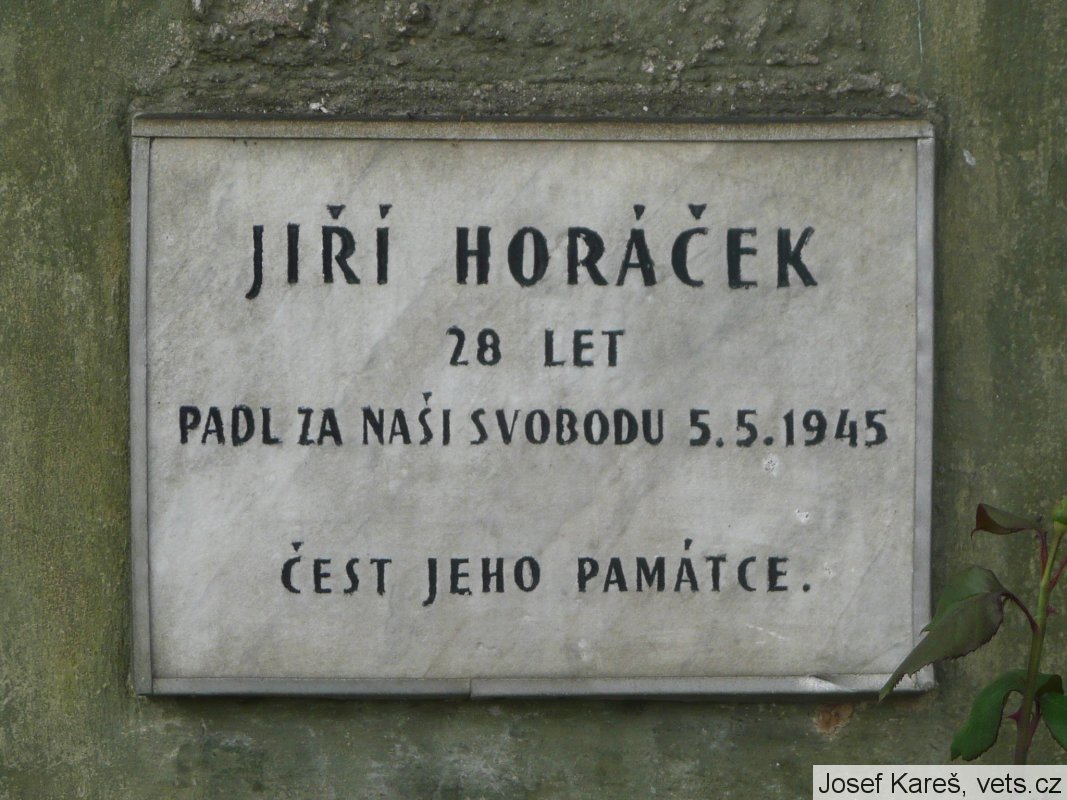 JIŘÍ HORÁČEK
28 LET
PADL ZA NAŠI SVOBODU 5.5.1945
ČEST JEHO PAMÁTCE.
Josef Kareš, vets.cz